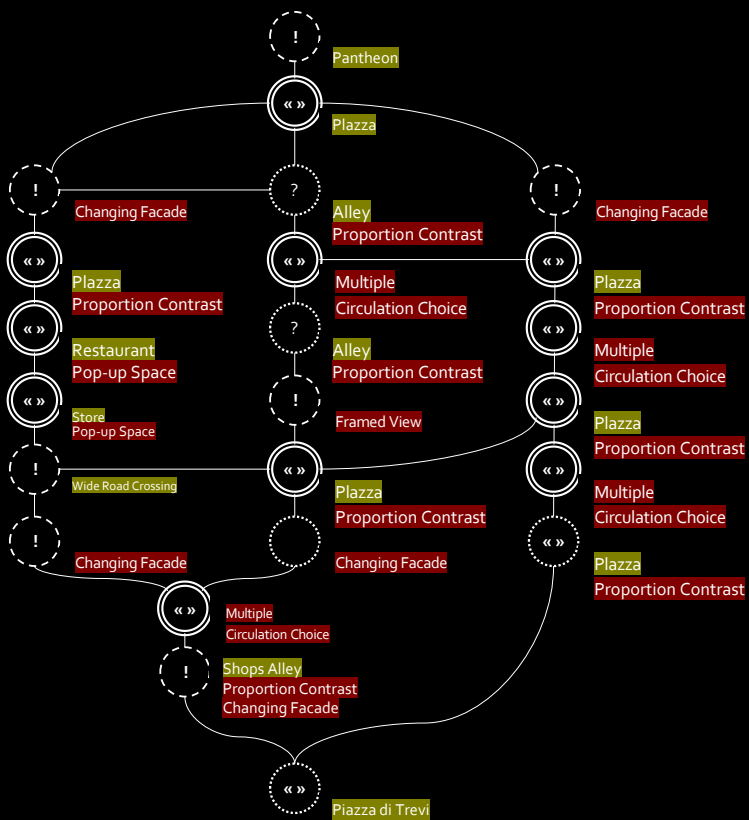 !
Pantheon
« »
Plazza
!
Changing Facade
?
Alley
Proportion Contrast
!
Changing Facade
« »
Plazza
Proportion Contrast
« »
Multiple
Circulation Choice
« »
Plazza
Proportion Contrast
« »
Restaurant
Pop-up Space
?
Alley
Proportion Contrast
« »
Multiple
Circulation Choice
« »
Store
Pop-up Space
!
Framed View
« »
Plazza
Proportion Contrast
!
Wide Road Crossing
« »
Plazza
Proportion Contrast
« »
Multiple
Circulation Choice
!
Changing Facade
Changing Facade
« »
Plazza
Proportion Contrast
« »
Multiple
Circulation Choice
!
Shops Alley
Proportion Contrast
Changing Facade
« »
Piazza di Trevi